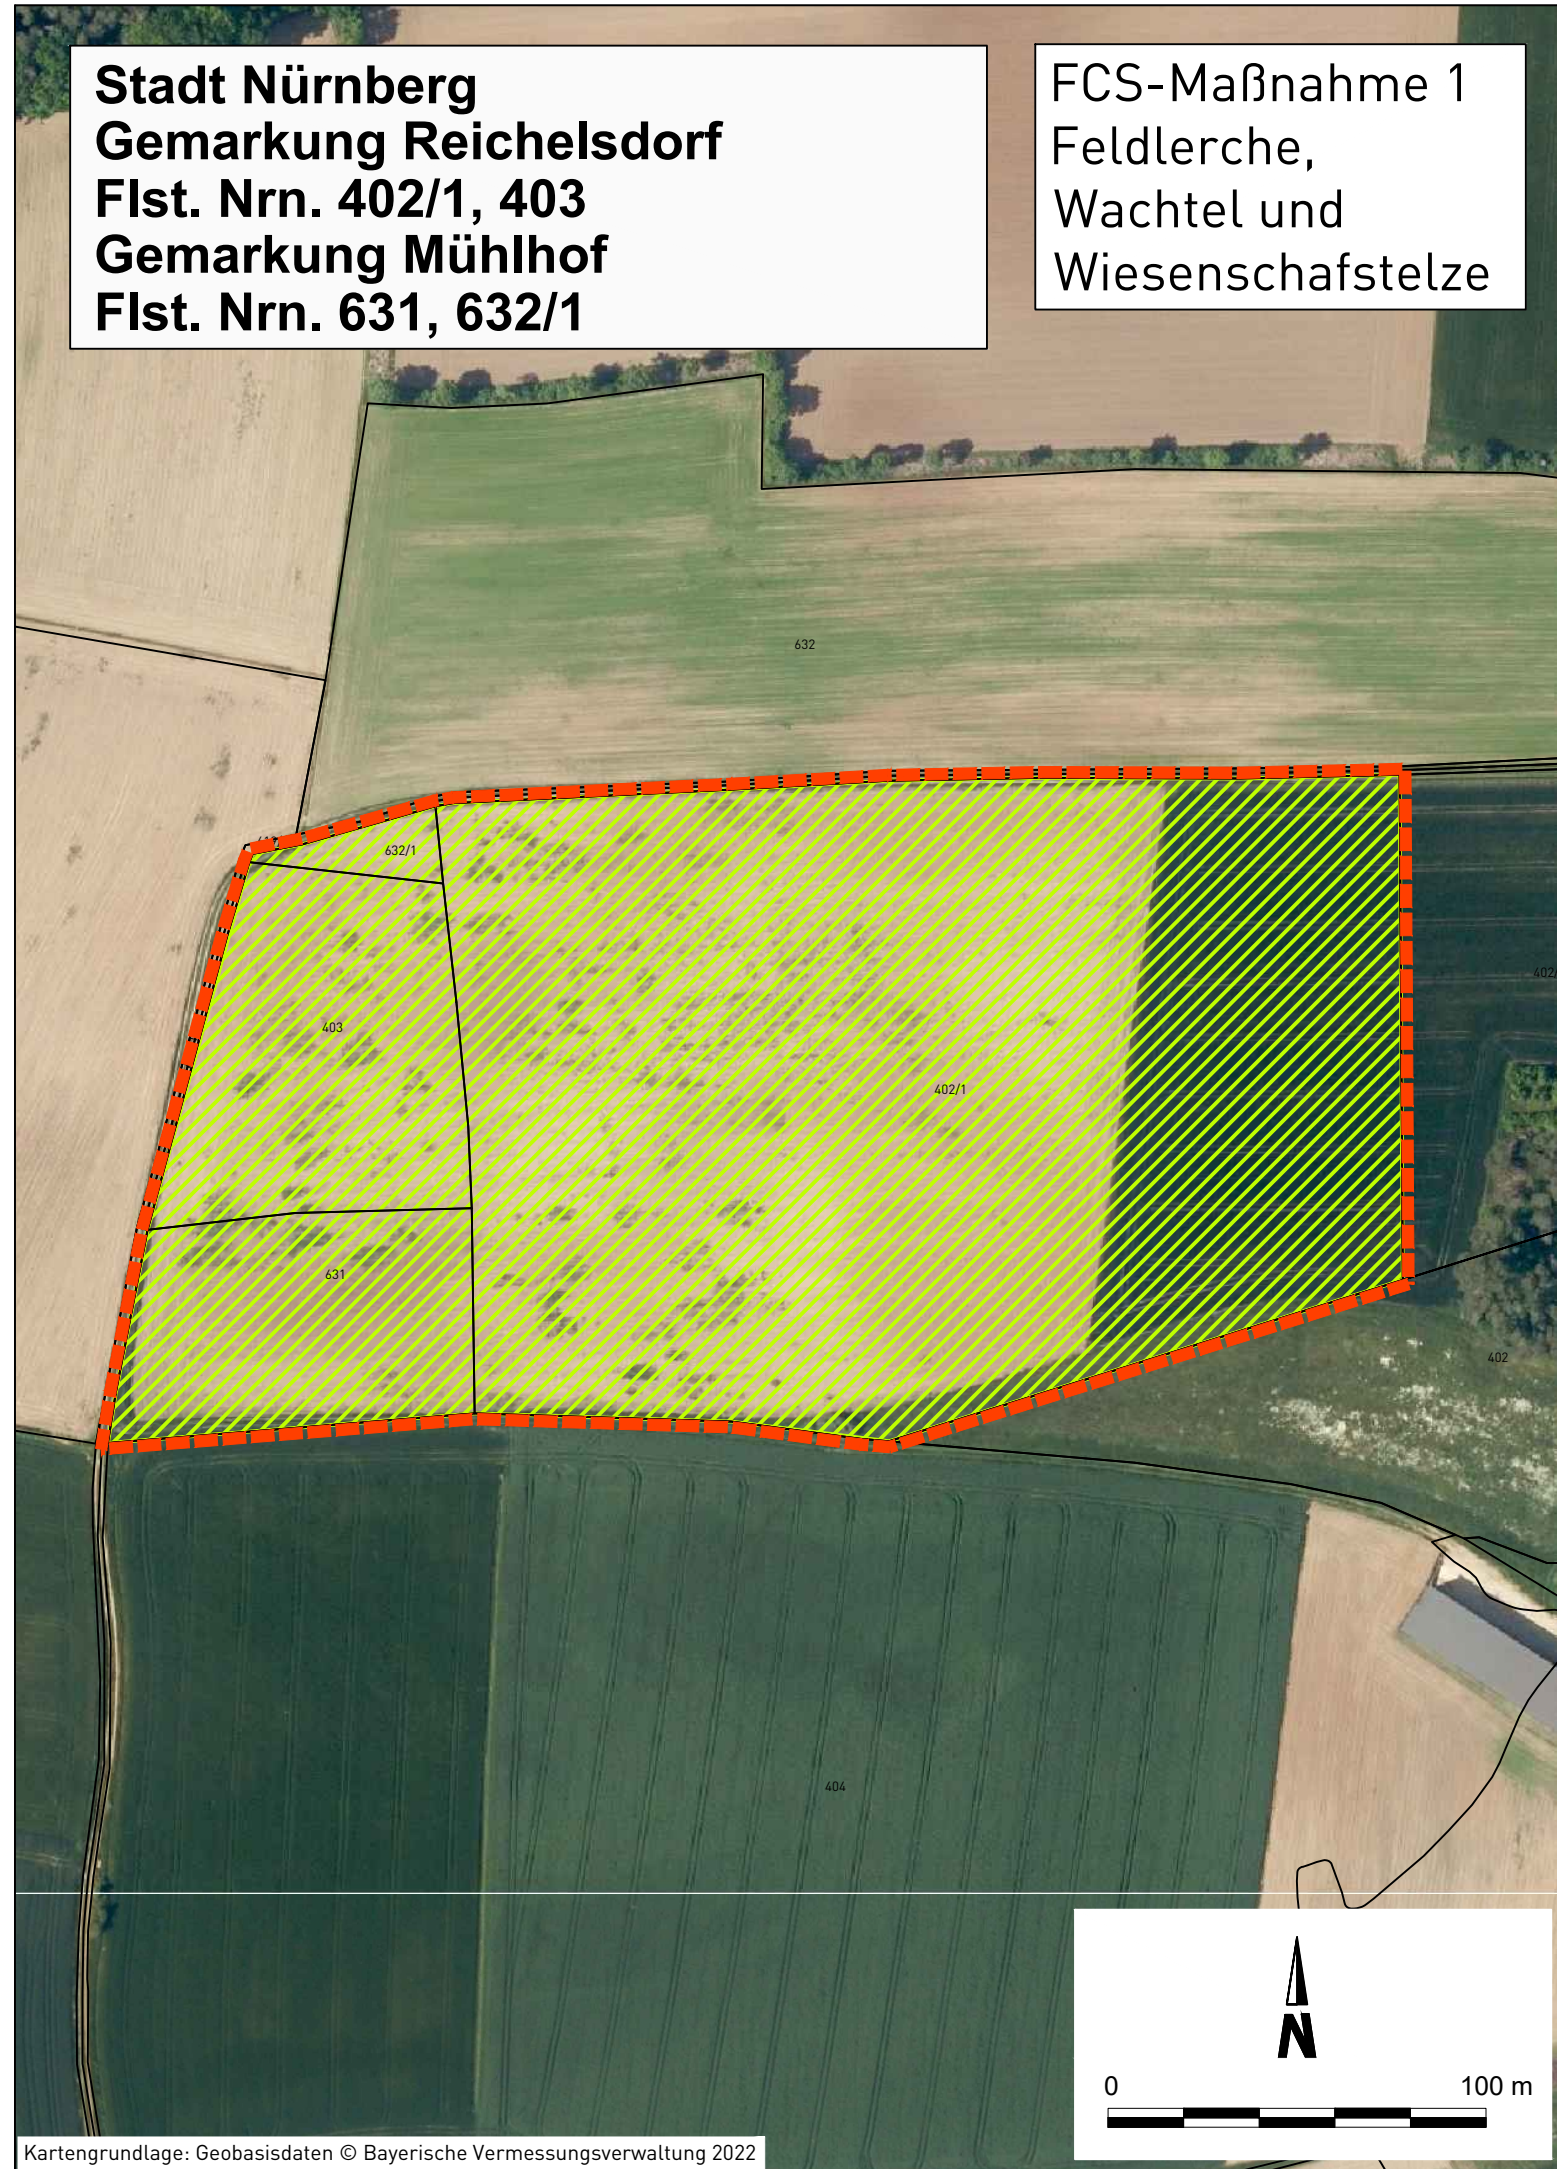 Stadt Nürnberg
Gemarkung Reichelsdorf
Flst. Nrn. 402/1, 403
Gemarkung Mühlhof
Flst. Nrn. 631, 632/1
FCS-Maßnahme 1
Feldlerche,
Wachtel und
Wiesenschafstelze
632
632/1
402/
403
402/1
631
402
404
N
0 100 m
Kartengrundlage: Geobasisdaten © Bayerische Vermessungsverwaltung 2022